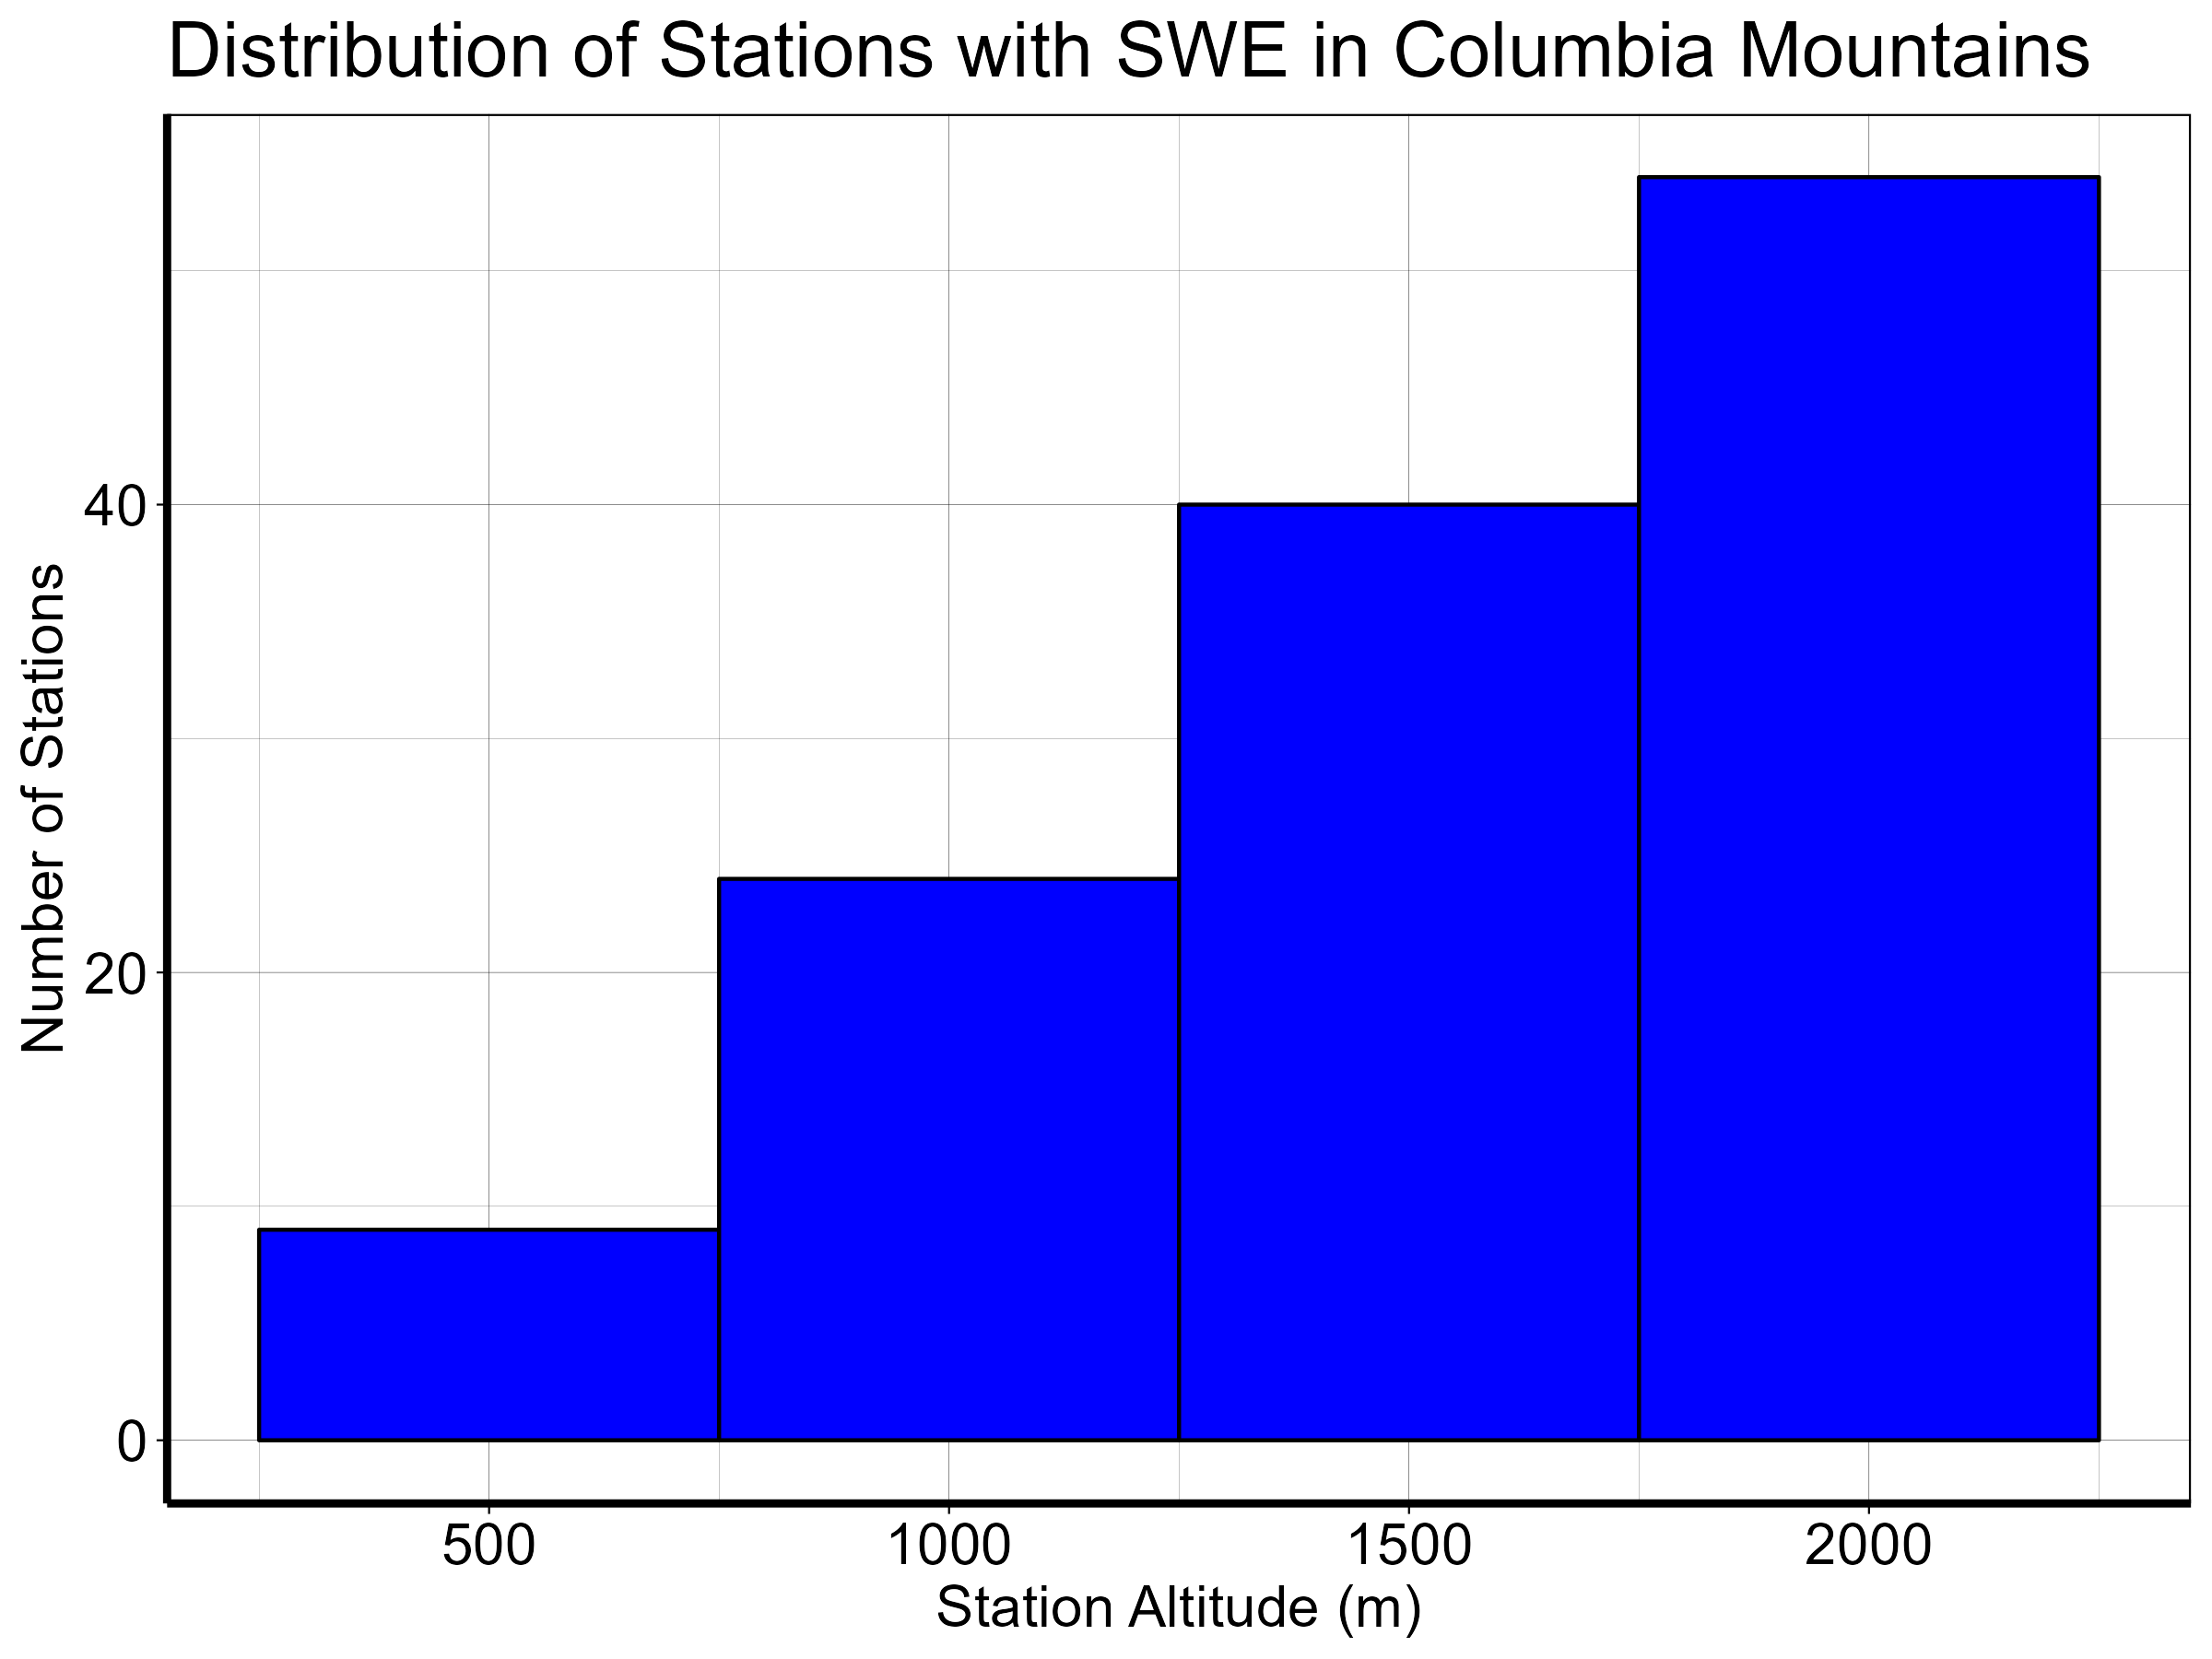 Distribution of Stations with SWE in Columbia Mountains
Number of Stations
40
20
0
500 1000 1500 2000
Station Altitude (m)